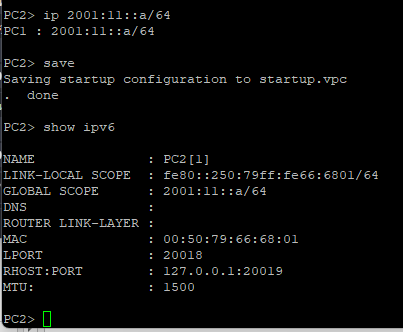 PC2> ip 2001:11::a/64
PC1 : 2001:11::a/64
PC2> save
Saving startup configuration to startup.vpc
.  done
PC2> show ipv6
NAME              : PC2[1]
LINK-LOCAL SCOPE  : fe80::250:79ff:fe66:6801/64
GLOBAL SCOPE      : 2001:11::a/64
DNS               :
ROUTER LINK-LAYER :
MAC               : 00:50:79:66:68:01
LPORT             : 20018
RHOST:PORT        : 127.0.0.1:20019
MTU:              : 1500
PC2>